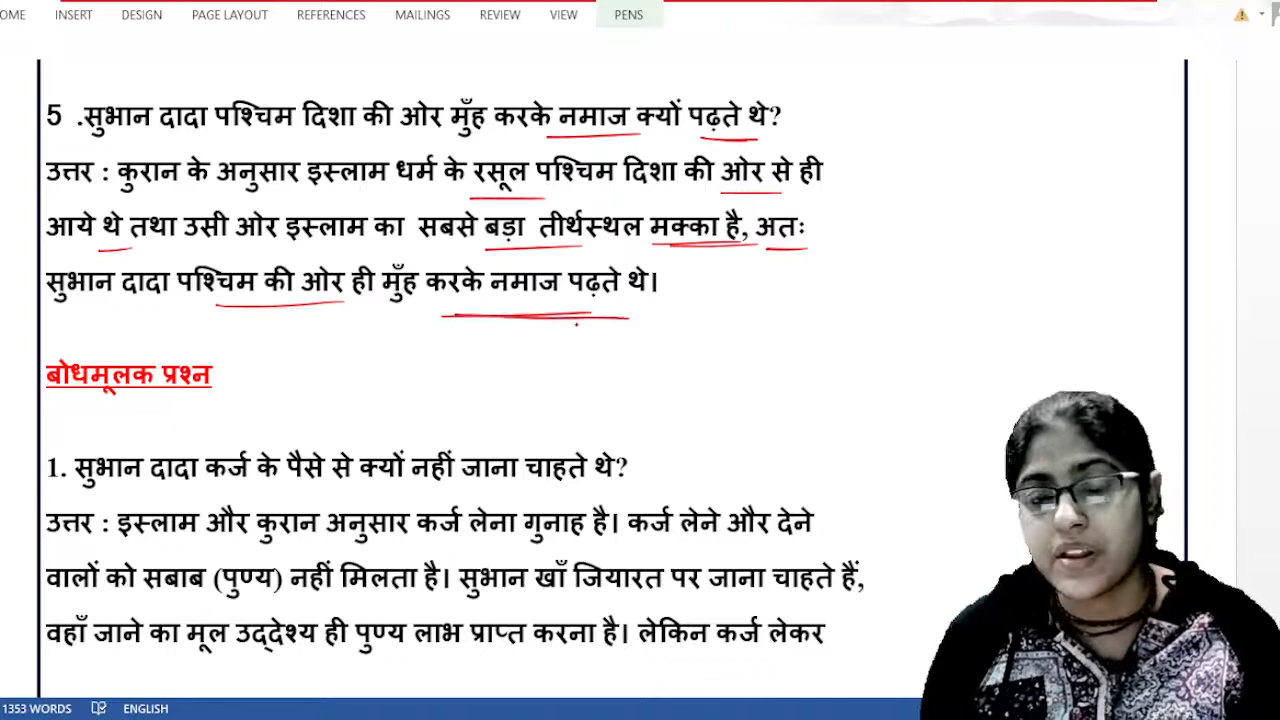 OME INSERT DESIGN PAGE LAYOUT REFERENCES MAILINGS REVIEW VIEW PENS
5 .सुभान दादा पश्चिम दिशा की ओर मुँह करके नमाज क्यों पढ़ते थे?
उत्तर : कुरान के अनुसार इस्लाम धर्म के रसूल पश्चिम दिशा की ओर से ही
आये थे तथा उसी ओर इस्लाम का सबसे बड़ा तीर्थस्थल मक्का है, अतः
सुभान दादा पश्चिम की ओर ही मुँह करके नमाज पढ़ते थे।
बोधमूलक प्रश्न
1. सुभान दादा कर्ज के पैसे से क्यों नहीं जाना चाहते थे?
उत्तर : इस्लाम और कुरान अनुसार कर्ज लेना गुनाह है। कर्ज लेने और देने
वालों को सबाब (पुण्य) नहीं मिलता है। सुभान खाँ जियारत पर जाना चाहते हैं,
वहाँ जाने का मूल उद्देश्य ही पुण्य लाभ प्राप्त करना है। लेकिन कर्ज लेकर
1353 WORDS ENGLISH